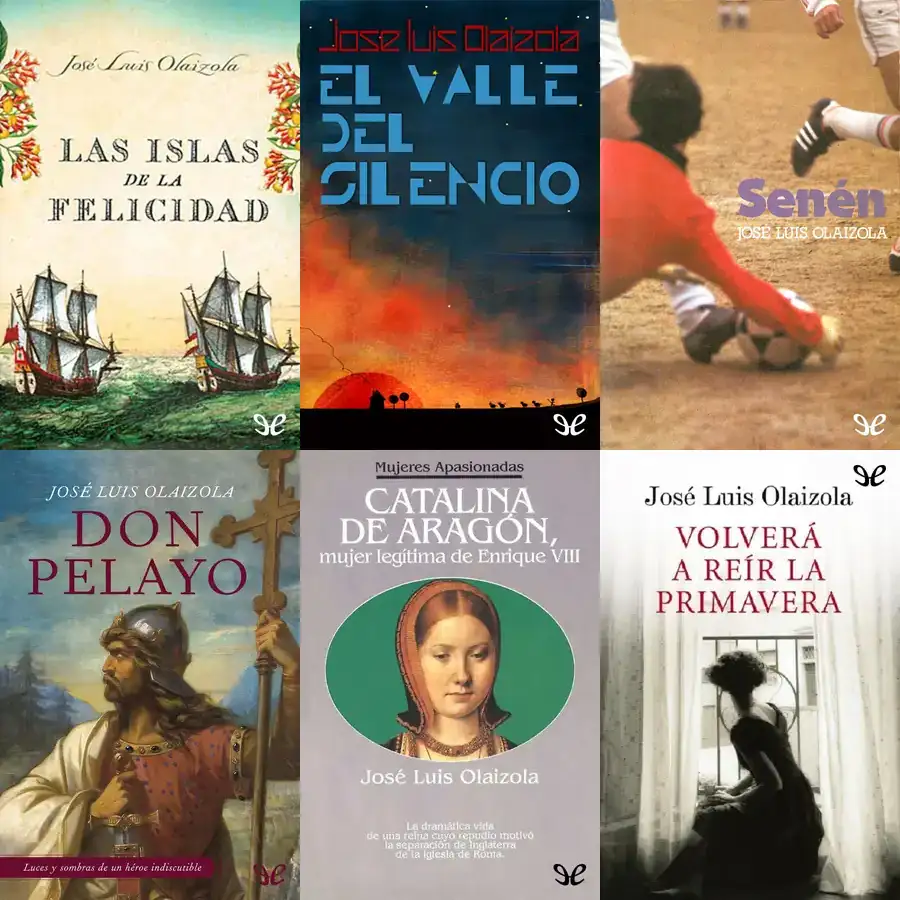 José Luis Olaizola
LAS ISLAS
DE LA
FELICIDAD
Jose Luis Olaizola
EL VALLE
DEL
SILENCIO
Senén
JOSÉ LUIS OLAIZOLA
JOSÉ LUIS OLAIZOLA
DON
PELAYO
Luces y sombras de un héroe indiscutible
Mujeres Apasionadas
CATALINA
DE ARAGÓN,
mujer legítima de Enrique VIII
José Luis Olaizola
La dramática vida
de una reina cuyo repudio motivó
la separación de Inglaterra
de la Iglesia de Roma.
José Luis Olaizola
VOLVERÁ
A REÍR LA
PRIMAVERA